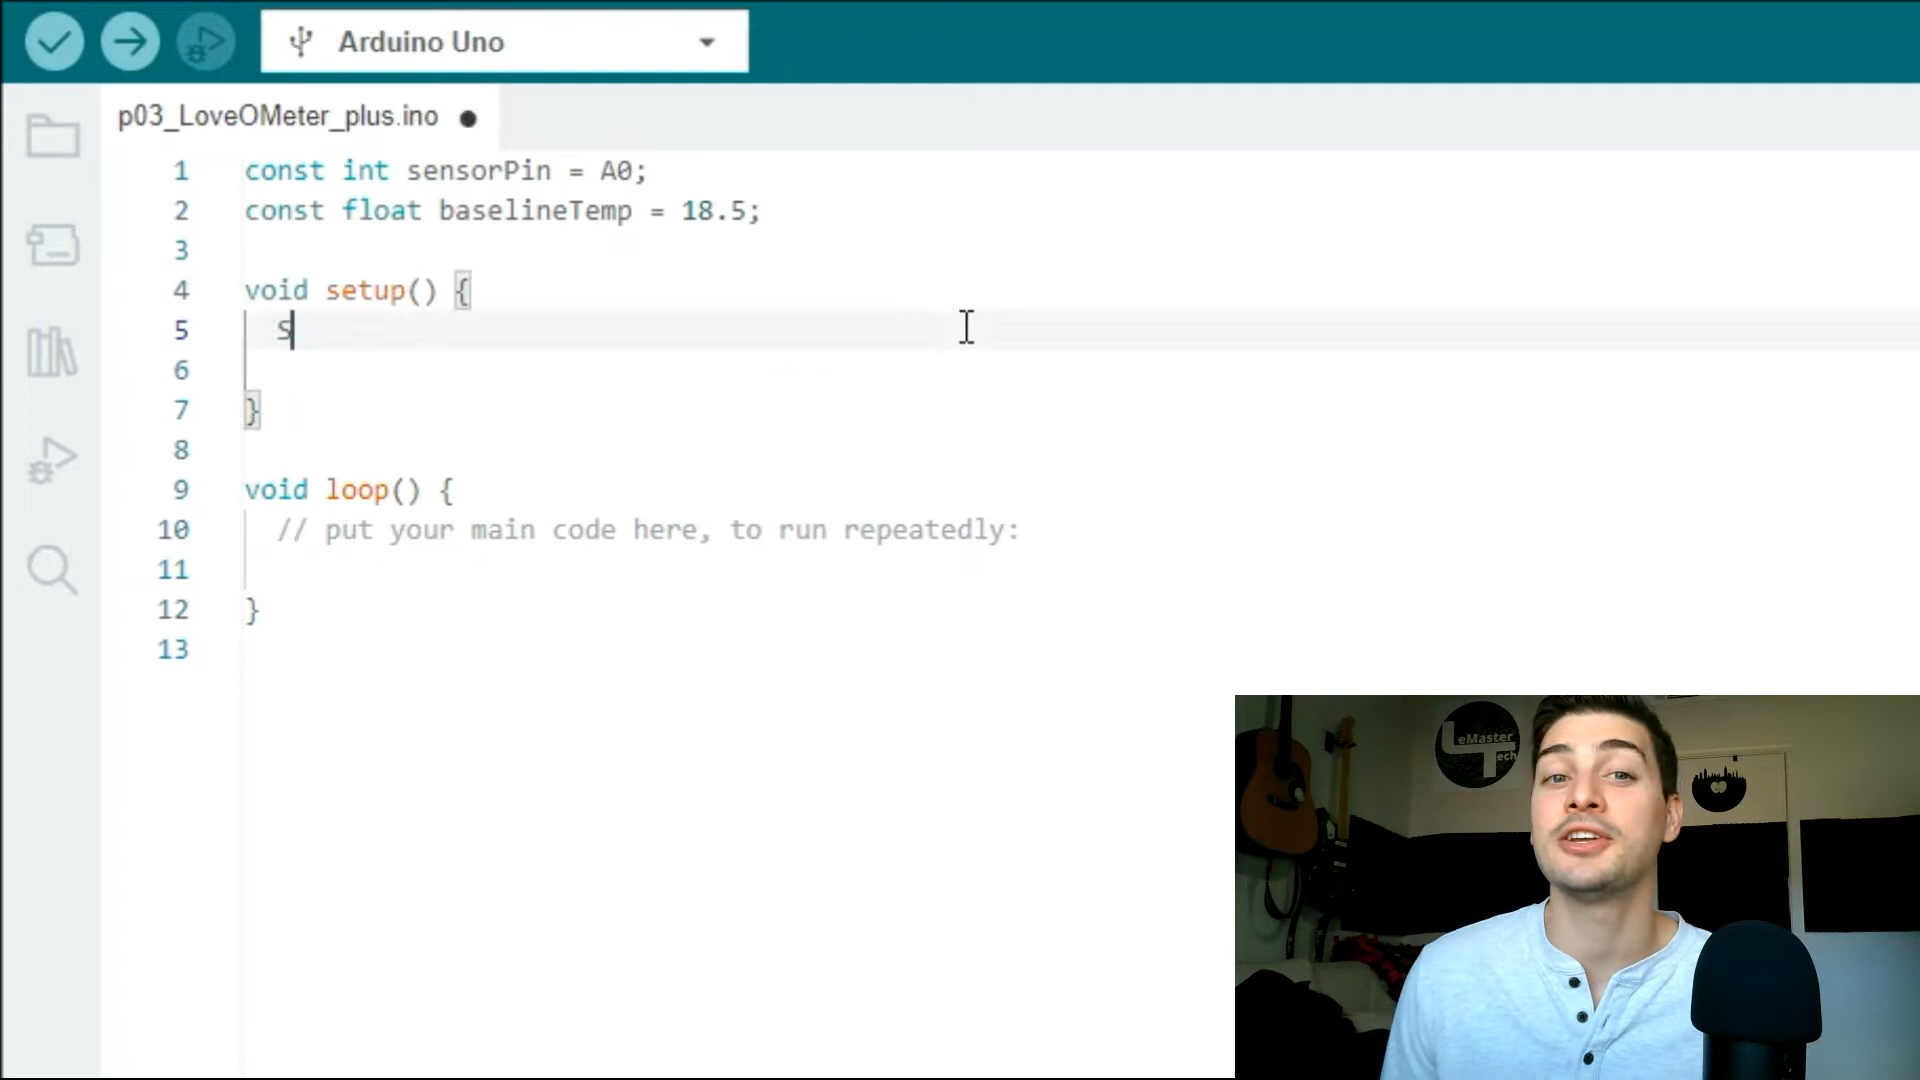 Arduino Uno
p03_LoveOMeter_plus.ino
1 const int sensorPin = A0;
2 const float baselineTemp = 18.5;
3
4 void setup() {
5 S
6
7 }
8
9 void loop() {
10 // put your main code here, to run repeatedly:
11
12 }
13
LeMaster
Tech